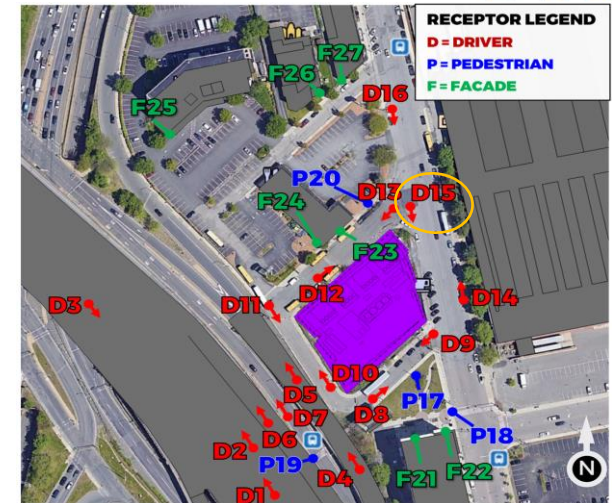 RECEPTOR LEGEND
D = DRIVER
P = PEDESTRIAN
F = FACADE
F27
F26
D16
F25
P20
D13
D15
F24
F23
D12
D3
D11
D14
D9
D10
D5
P17
D8
D7
D6
P18
D2
P19
D4
F21
F22
D1
N